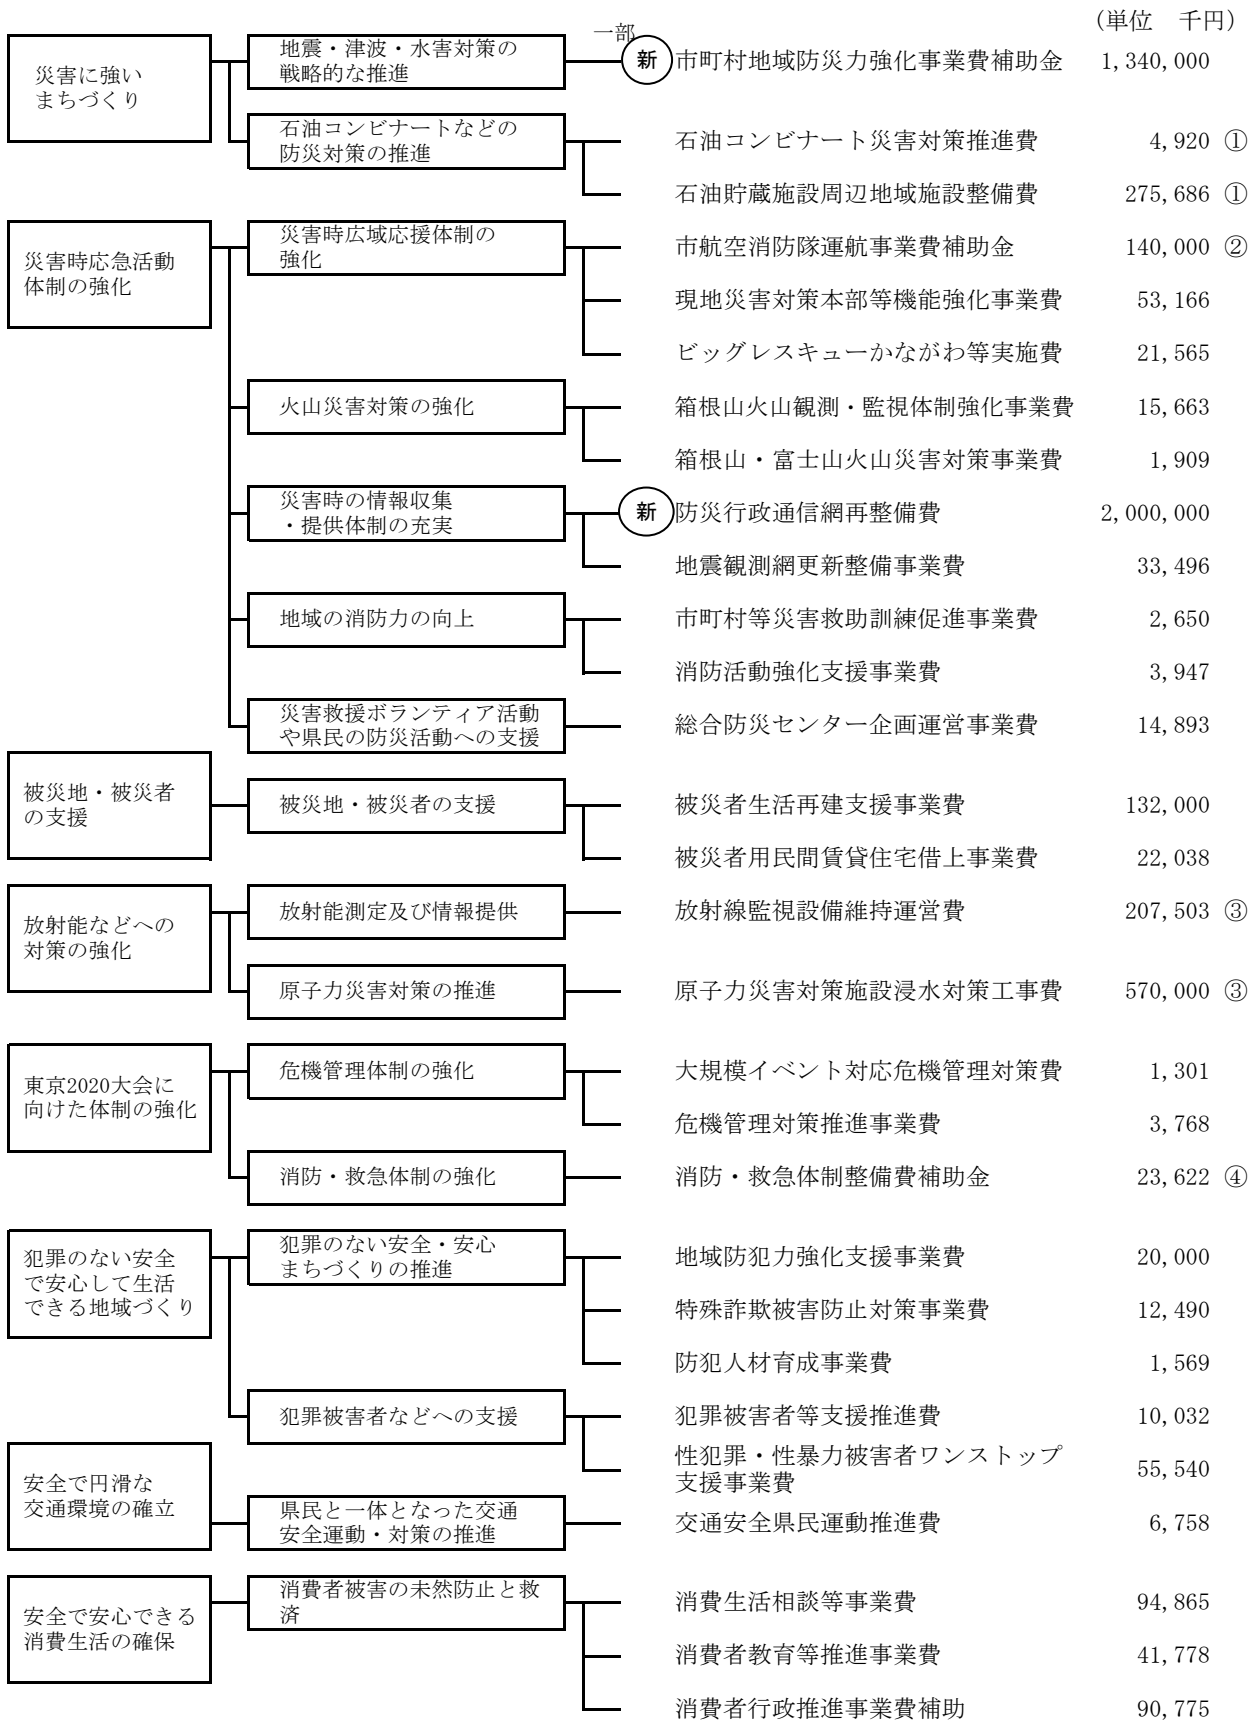 (単位　千円)
災害に強い
まちづくり
地震・津波・水害対策の
戦略的な推進
一部
新 市町村地域防災力強化事業費補助金 1,340,000
石油コンビナートなどの
防災対策の推進
石油コンビナート災害対策推進費 4,920 ①
石油貯蔵施設周辺地域施設整備費 275,686 ①
災害時応急活動
体制の強化
災害時広域応援体制の
強化
市航空消防隊運航事業費補助金 140,000 ②
現地災害対策本部等機能強化事業費 53,166
ビッグレスキューかながわ等実施費 21,565
火山災害対策の強化
箱根山火山観測・監視体制強化事業費 15,663
箱根山・富士山火山災害対策事業費 1,909
災害時の情報収集
・提供体制の充実
新 防災行政通信網再整備費 2,000,000
地震観測網更新整備事業費 33,496
地域の消防力の向上
市町村等災害救助訓練促進事業費 2,650
消防活動強化支援事業費 3,947
災害救援ボランティア活動
や県民の防災活動への支援
総合防災センター企画運営事業費 14,893
被災地・被災者
の支援
被災地・被災者の支援
被災者生活再建支援事業費 132,000
被災者用民間賃貸住宅借上事業費 22,038
放射能などへの
対策の強化
放射能測定及び情報提供
放射線監視設備維持運営費 207,503 ③
原子力災害対策の推進
原子力災害対策施設浸水対策工事費 570,000 ③
東京2020大会に
向けた体制の強化
危機管理体制の強化
大規模イベント対応危機管理対策費 1,301
危機管理対策推進事業費 3,768
消防・救急体制の強化
消防・救急体制整備費補助金 23,622 ④
犯罪のない安全
で安心して生活
できる地域づくり
犯罪のない安全・安心
まちづくりの推進
地域防犯力強化支援事業費 20,000
特殊詐欺被害防止対策事業費 12,490
防犯人材育成事業費 1,569
犯罪被害者などへの支援
犯罪被害者等支援推進費 10,032
性犯罪・性暴力被害者ワンストップ
支援事業費 55,540
安全で円滑な
交通環境の確立
県民と一体となった交通
安全運動・対策の推進
交通安全県民運動推進費 6,758
安全で安心できる
消費生活の確保
消費者被害の未然防止と救
済
消費生活相談等事業費 94,865
消費者教育等推進事業費 41,778
消費者行政推進事業費補助 90,775